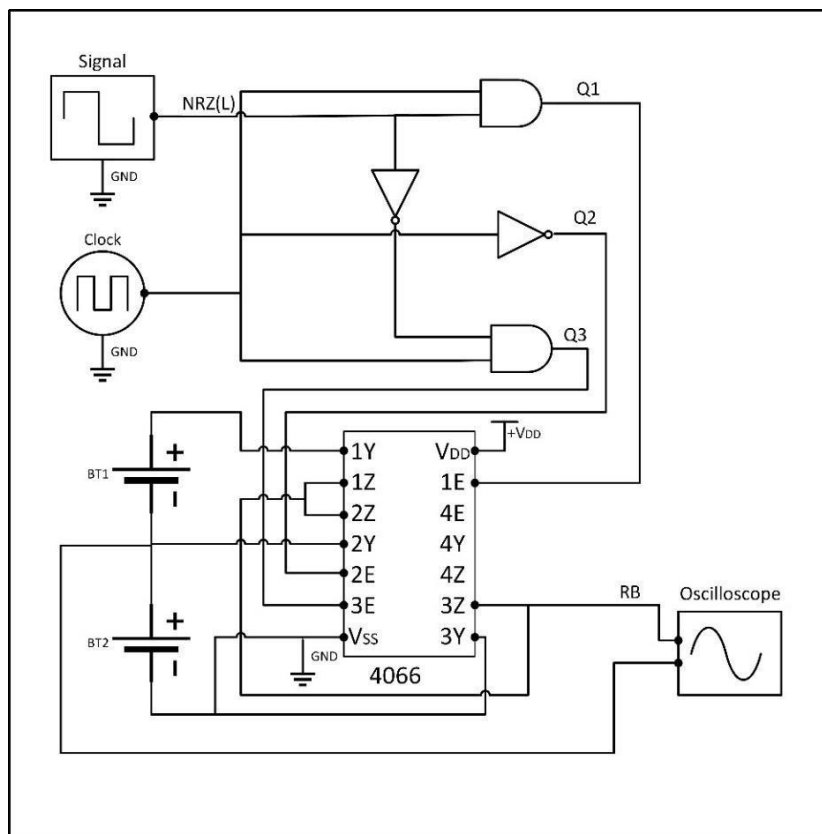 Signal
NRZ(L)
Q1
GND
Q2
Clock
Q3
GND
+VDD
+
BT1
-
1Y VDD
1Z 1E
2Z 4E
2Y 4Y
2E 4Z
3E 3Z
VSS 3Y
RB
Oscilloscope
+
BT2
-
GND
4066